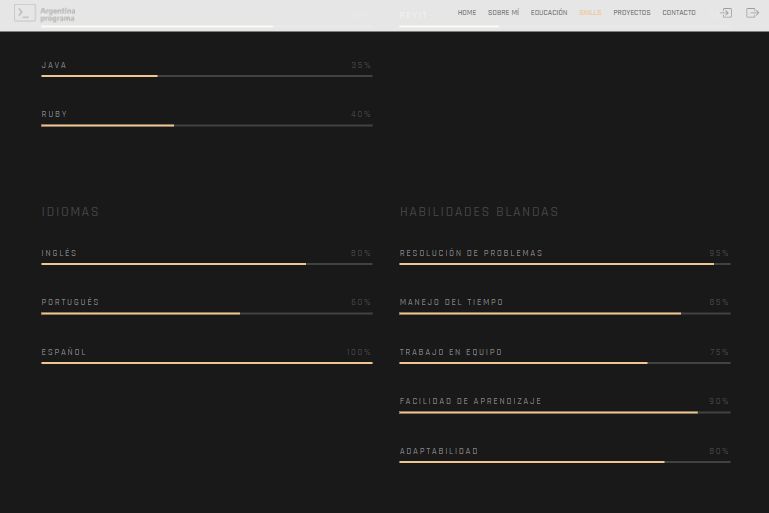 Argentina
programa
HOME SOBRE MÍ EDUCACIÓN SKILLS PROYECTOS CONTACTO
REVIT
JAVA 35%
RUBY 40%
IDIOMAS
INGLÉS 80%
PORTUGUÉS 60%
ESPAÑOL 100%
HABILIDADES BLANDAS
RESOLUCIÓN DE PROBLEMAS 95%
MANEJO DEL TIEMPO 85%
TRABAJO EN EQUIPO 75%
FACILIDAD DE APRENDIZAJE 90%
ADAPTABILIDAD 80%